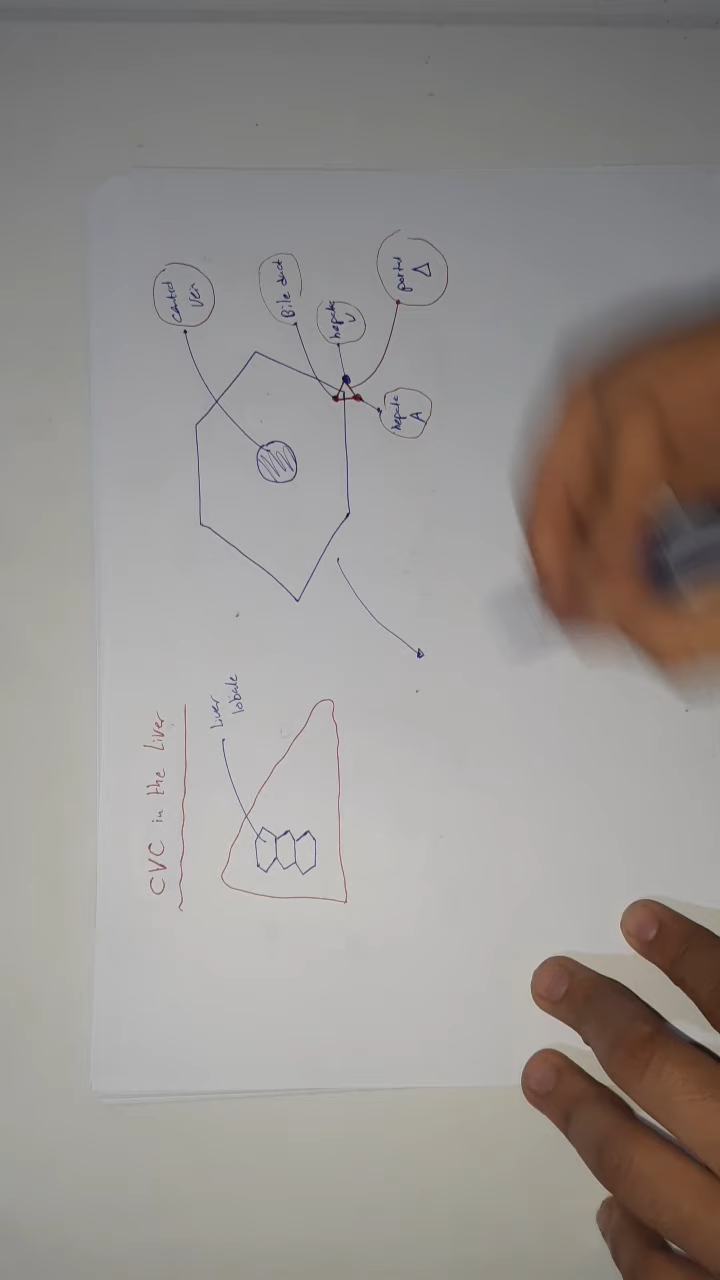 CVC in the Liver
Liver
lobule
central
Vein
Bile duct
hepatic
V
portal
Δ
hepatic
A